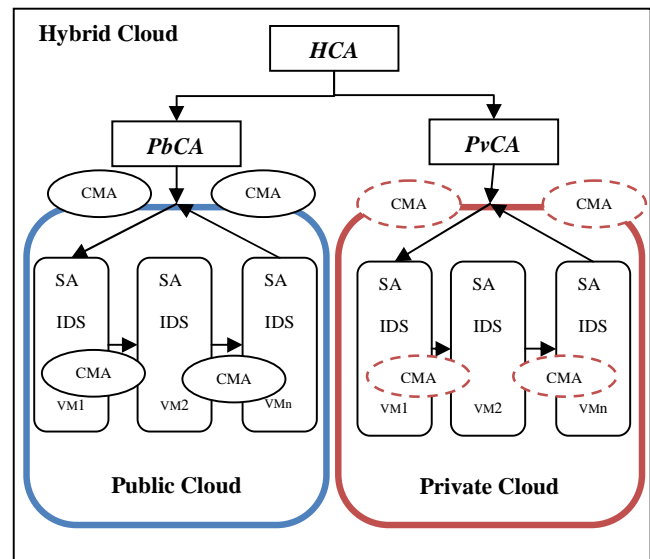 Hybrid Cloud
HCA
PbCA
PvCA
CMA
CMA
CMA
CMA
SA
SA
SA
IDS
IDS
IDS
CMA
CMA
VM1
VM2
VMn
Public Cloud
SA
SA
SA
IDS
IDS
IDS
CMA
CMA
VM1
VM2
VMn
Private Cloud